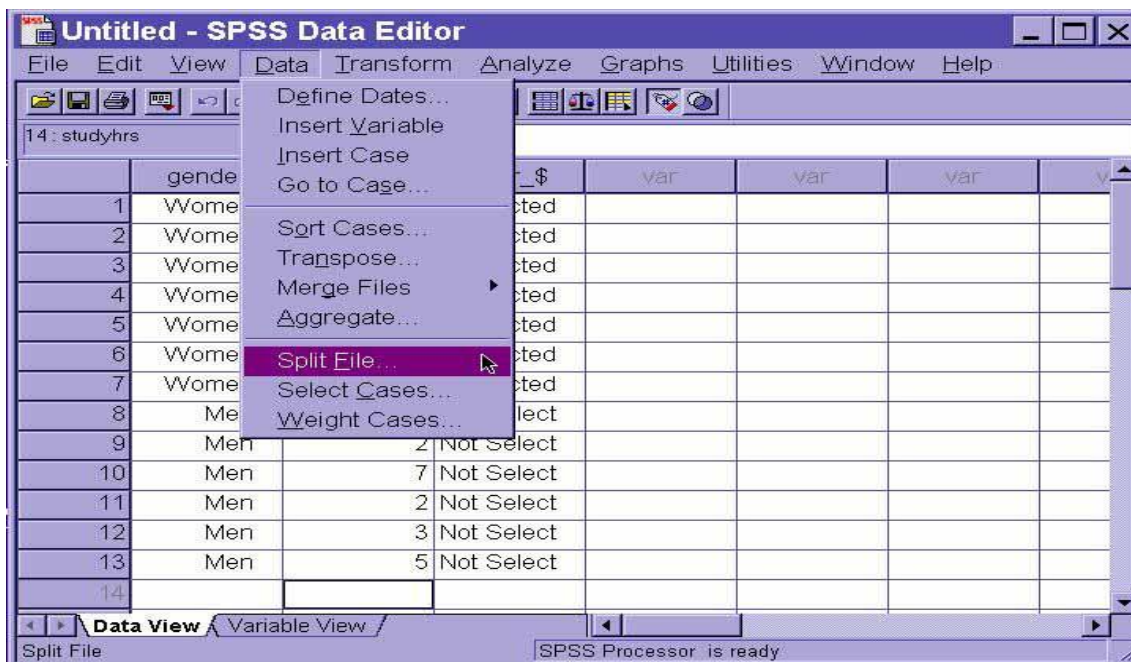 Untitled - SPSS Data Editor
File Edit View Data Transform Analyze Graphs Utilities Window Help
14 : studyhrs
Define Dates...
Insert Variable
Insert Case
Go to Case...
Sort Cases...
Transpose...
Merge Files
Aggregate...
Split File...
Select Cases...
Weight Cases...
gende r_$ var var var v
1 Wome cted
2 Wome cted
3 Wome cted
4 Wome cted
5 Wome cted
6 Wome cted
7 Wome cted
8 Me lect
9 Men 2 Not Select
10 Men 7 Not Select
11 Men 2 Not Select
12 Men 3 Not Select
13 Men 5 Not Select
14
Data View Variable View
Split File SPSS Processor is ready